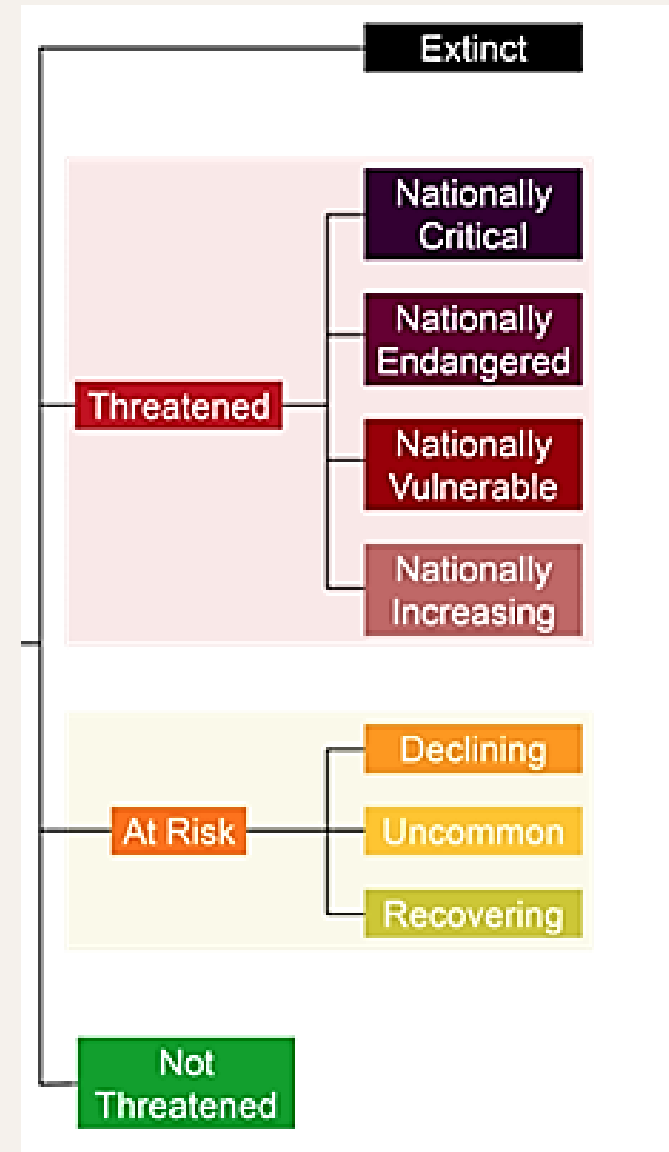 Extinct
Nationally
Critical
Nationally
Endangered
Threatened
Nationally
Vulnerable
Nationally
Increasing
Declining
At Risk
Uncommon
Recovering
Not
Threatened